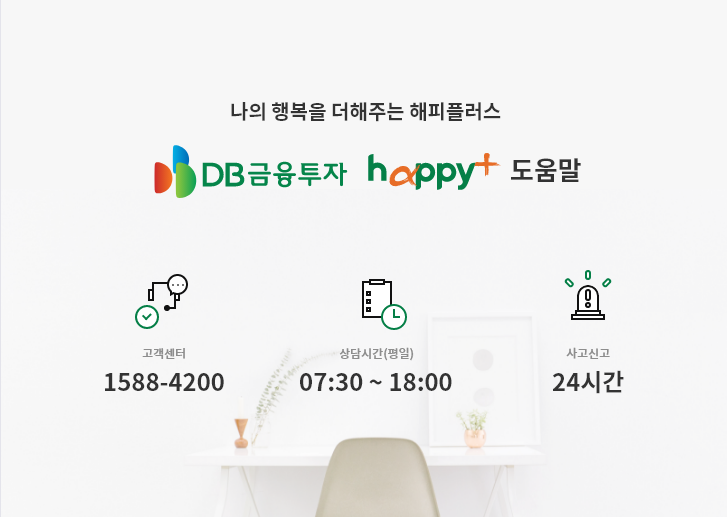 나의 행복을 더해주는 해피플러스
DB금융투자 happy+ 도움말
고객센터
1588-4200
상담시간(평일)
07:30 ~ 18:00
사고신고
24시간